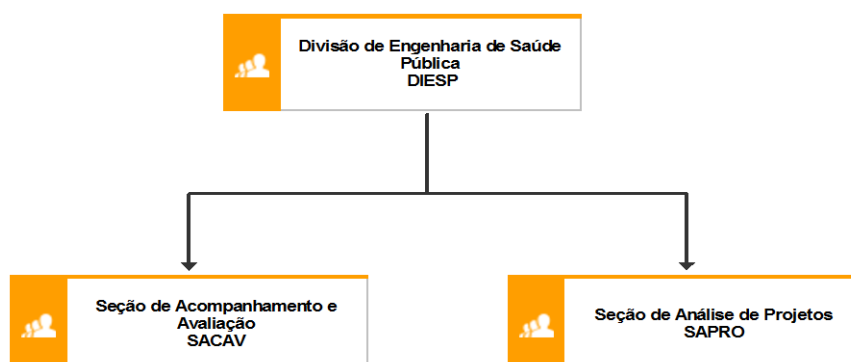 Divisão de Engenharia de Saúde
Pública
DIESP
Seção de Acompanhamento e
Avaliação
SACAV
Seção de Análise de Projetos
SAPRO